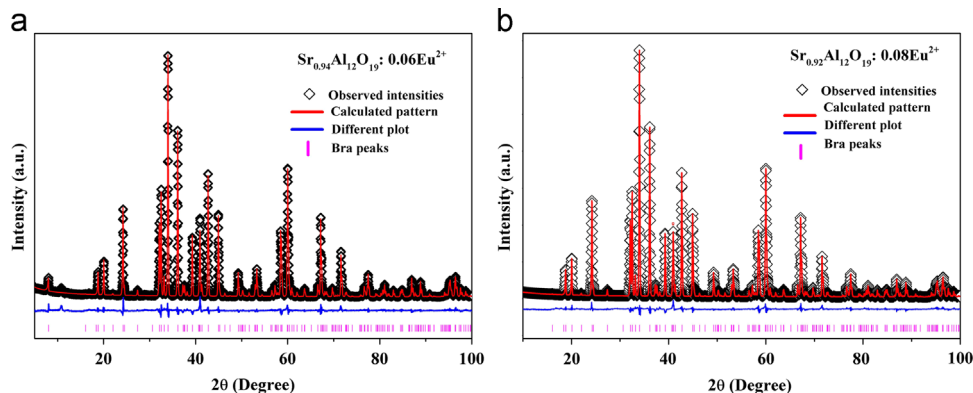 a
Sr0.94Al12O19: 0.06Eu2+
Observed intensities
Calculated pattern
Different plot
Bra peaks
Intensity (a.u.)
20 40 60 80 100
2θ (Degree)
b
Sr0.92Al12O19: 0.08Eu2+
Observed intensities
Calculated pattern
Different plot
Bra peaks
Intensity (a.u.)
20 40 60 80 100
2θ (Degree)